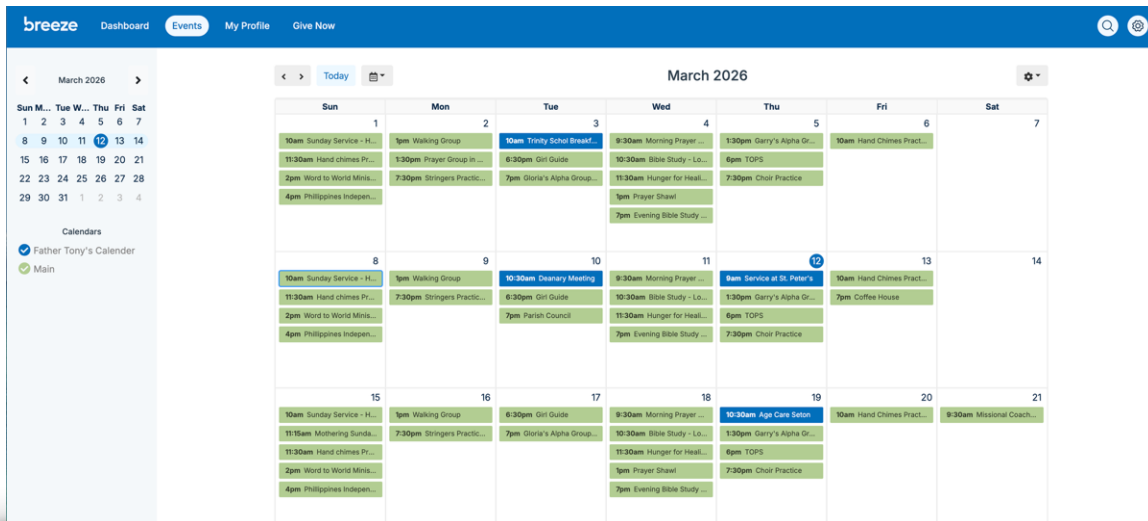 breeze Dashboard Events My Profile Give Now
March 2026
Sun M... Tue W... Thu Fri Sat
1 2 3 4 5 6 7
8 9 10 11 12 13 14
15 16 17 18 19 20 21
22 23 24 25 26 27 28
29 30 31 1 2 3 4
Calendars
Father Tony's Calender
Main
Today
March 2026
Sun Mon Tue Wed Thu Fri Sat
1 2 3 4 5 6 7
10am Sunday Service - H... 1pm Walking Group 10am Trinity Schol Breakf... 9:30am Morning Prayer ... 1:30pm Garry's Alpha Gr... 10am Hand Chimes Pract...
11:30am Hand chimes Pr... 1:30pm Prayer Group in ... 6:30pm Girl Guide 10:30am Bible Study - Lo... 6pm TOPS
2pm Word to World Minis... 7:30pm Stringers Practic... 7pm Gloria's Alpha Group... 11:30am Hunger for Heali... 7:30pm Choir Practice
4pm Phillippines Indepen... 1pm Prayer Shawl
7pm Evening Bible Study ...
8 9 10 11 12 13 14
10am Sunday Service - H... 1pm Walking Group 10:30am Deanary Meeting 9:30am Morning Prayer ... 9am Service at St. Peter's 10am Hand Chimes Pract...
11:30am Hand chimes Pr... 7:30pm Stringers Practic... 6:30pm Girl Guide 10:30am Bible Study - Lo... 1:30pm Garry's Alpha Gr... 7pm Coffee House
2pm Word to World Minis... 7pm Parish Council 11:30am Hunger for Heali... 6pm TOPS
4pm Phillippines Indepen... 7pm Evening Bible Study ... 7:30pm Choir Practice
15 16 17 18 19 20 21
10am Sunday Service - H... 1pm Walking Group 6:30pm Girl Guide 9:30am Morning Prayer ... 10:30am Age Care Seton 10am Hand Chimes Pract... 9:30am Missional Coach...
11:15am Mothering Sunda... 7:30pm Stringers Practic... 7pm Gloria's Alpha Group... 10:30am Bible Study - Lo... 1:30pm Garry's Alpha Gr...
11:30am Hand chimes Pr... 11:30am Hunger for Heali... 6pm TOPS
2pm Word to World Minis... 1pm Prayer Shawl 7:30pm Choir Practice
4pm Phillippines Indepen... 7pm Evening Bible Study ...